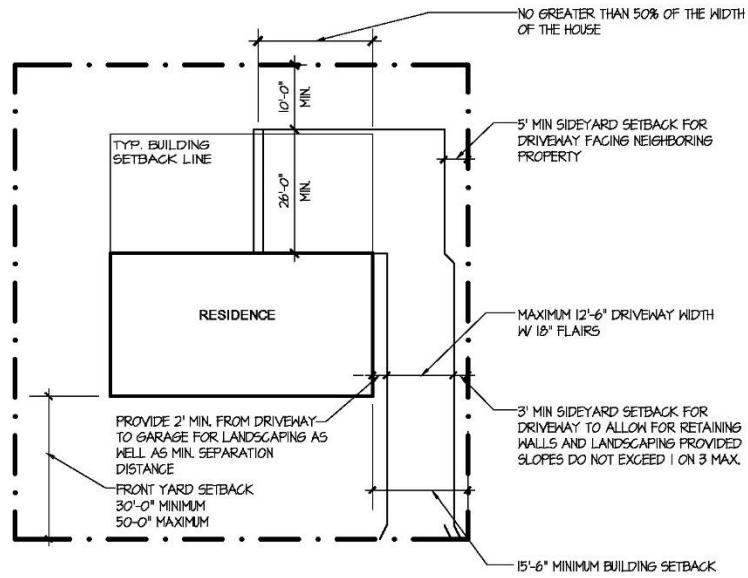 NO GREATER THAN 50% OF THE WIDTH
OF THE HOUSE
10'-0"
MIN.
5' MIN SIDEYARD SETBACK FOR
DRIVEWAY FACING NEIGHBORING
PROPERTY
TYP. BUILDING
SETBACK LINE
26'-0"
MIN.
RESIDENCE
MAXIMUM 12'-6" DRIVEWAY WIDTH
W/ 18" FLAIRS
PROVIDE 2' MIN. FROM DRIVEWAY
TO GARAGE FOR LANDSCAPING AS
WELL AS MIN. SEPARATION
DISTANCE
3' MIN SIDEYARD SETBACK FOR
DRIVEWAY TO ALLOW FOR RETAINING
WALLS AND LANDSCAPING PROVIDED
SLOPES DO NOT EXCEED 1 ON 3 MAX.
FRONT YARD SETBACK
30'-0" MINIMUM
50-0" MAXIMUM
15'-6" MINIMUM BUILDING SETBACK